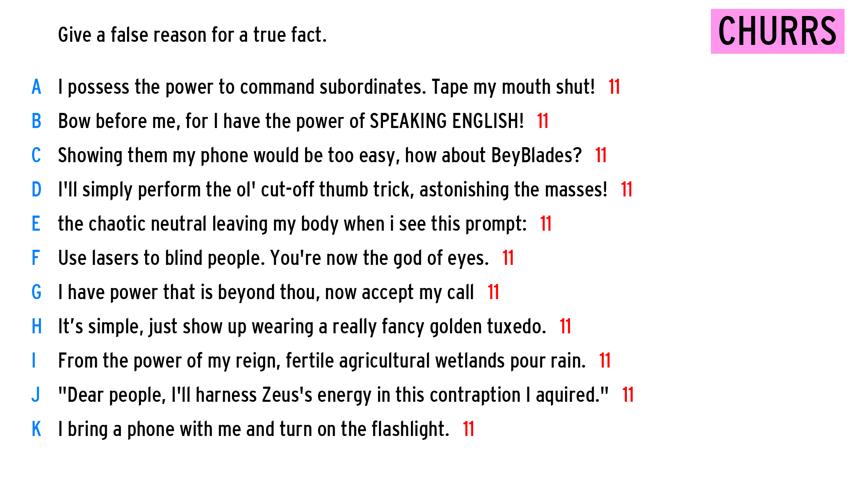 Give a false reason for a true fact.
CHURRS
A I possess the power to command subordinates. Tape my mouth shut! 11
B Bow before me, for I have the power of SPEAKING ENGLISH! 11
C Showing them my phone would be too easy, how about BeyBlades? 11
D I'll simply perform the ol' cut-off thumb trick, astonishing the masses! 11
E the chaotic neutral leaving my body when i see this prompt: 11
F Use lasers to blind people. You're now the god of eyes. 11
G I have power that is beyond thou, now accept my call 11
H It’s simple, just show up wearing a really fancy golden tuxedo. 11
I From the power of my reign, fertile agricultural wetlands pour rain. 11
J "Dear people, I'll harness Zeus's energy in this contraption I aquired." 11
K I bring a phone with me and turn on the flashlight. 11